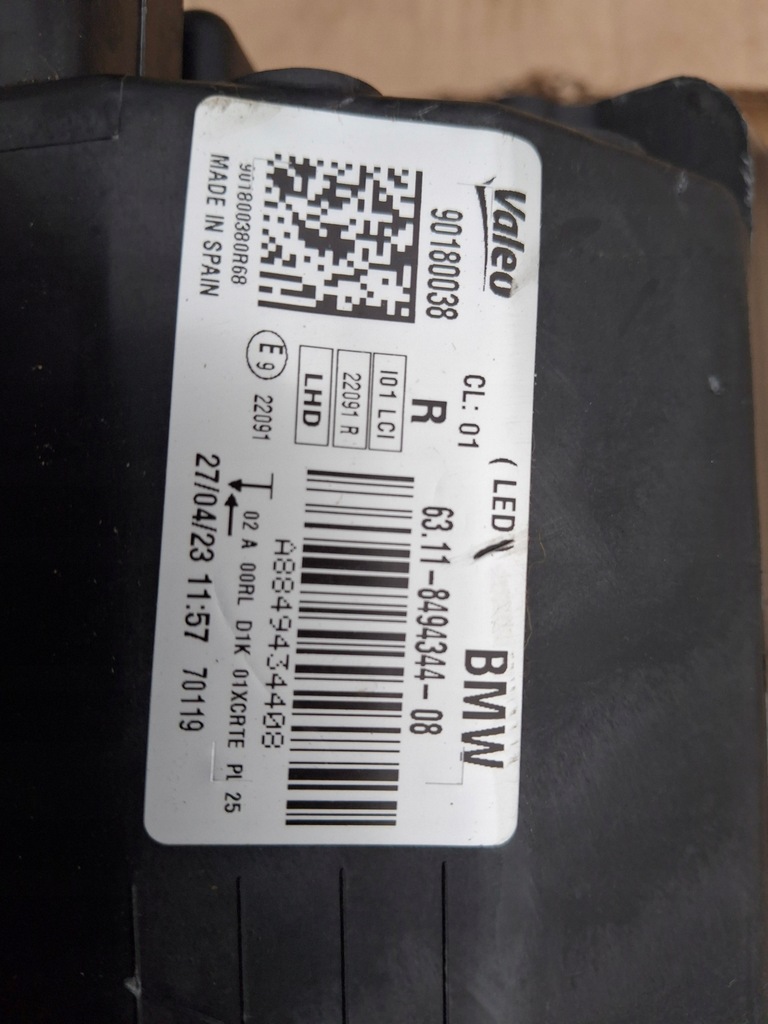 Valeo CL: 01 ( LED ) BMW
90180038 R 63.11-8494344-08
I01 LCI
22091 R
LHD
A8849434408
901800380R68
E9 22091
02 A 00RL D1K 01XCRTE Pl 25
MADE IN SPAIN
27/04/23 11:57 70119